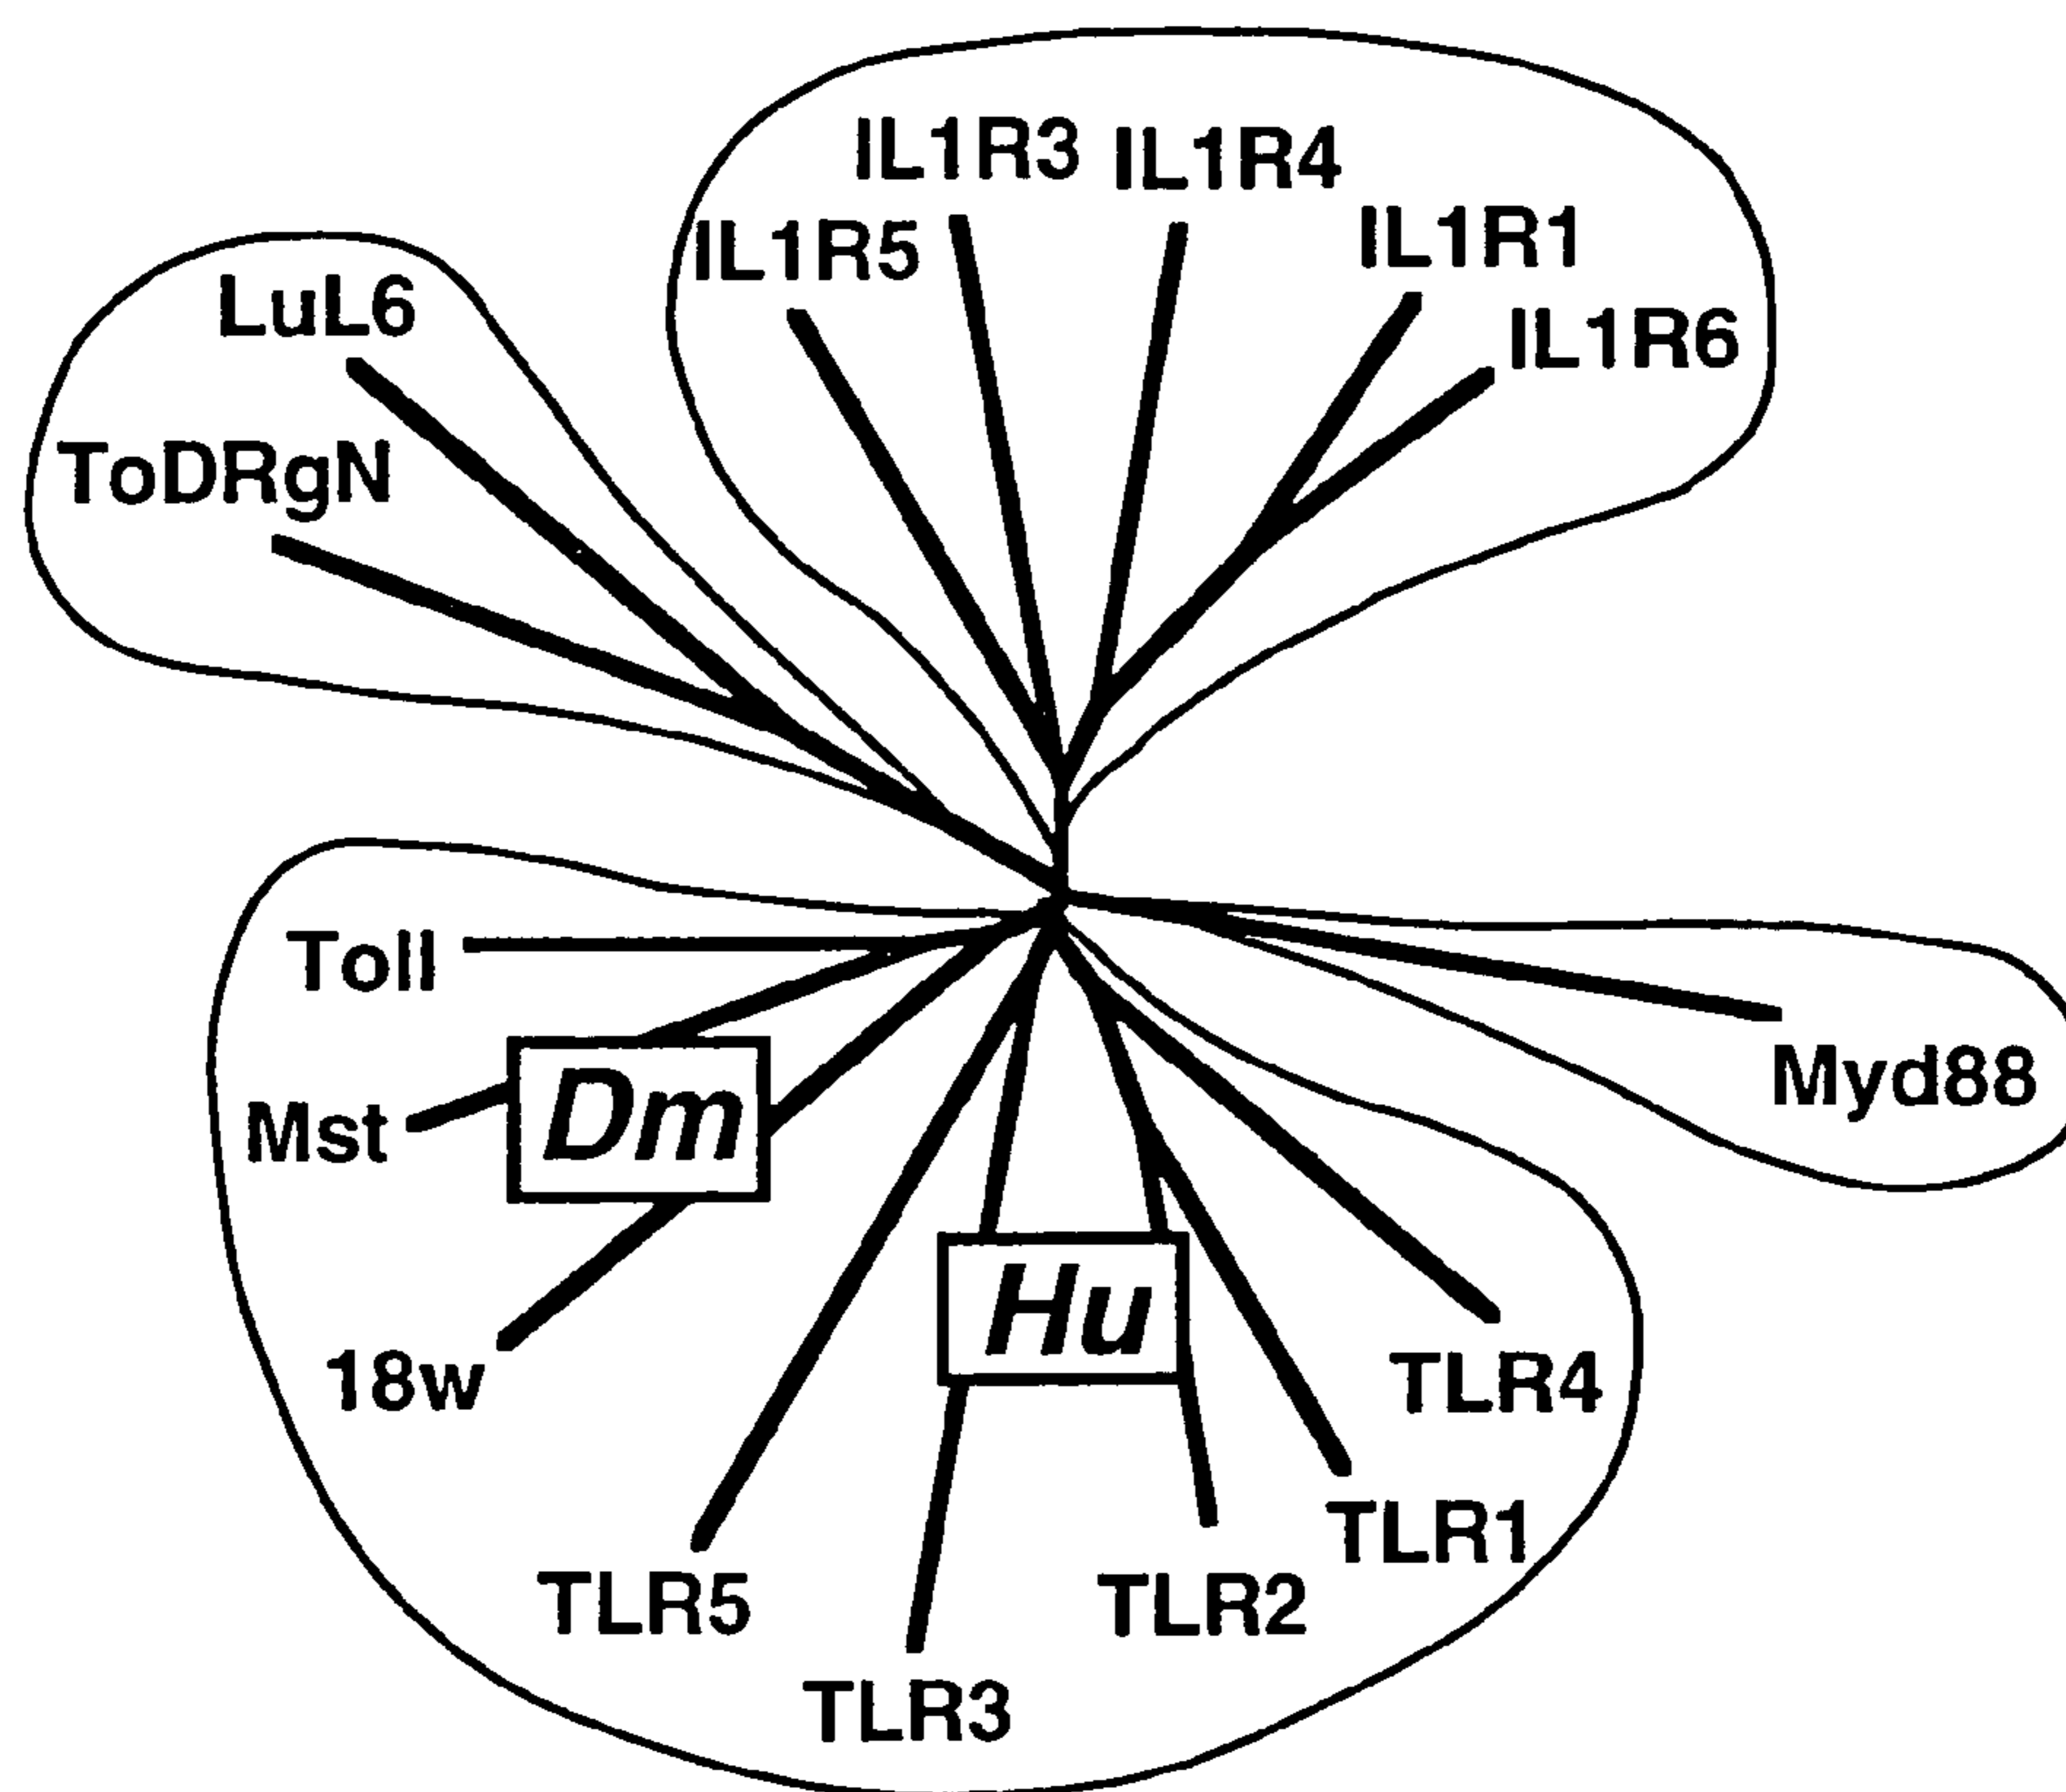 IL1R3
IL1R4
IL1R5
IL1R1
LuL6
IL1R6
ToDRgN
Toll
Myd88
Mst
Dm
Hu
18w
TLR4
TLR1
TLR5
TLR2
TLR3